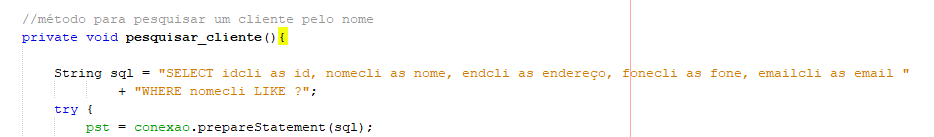 //método para pesquisar um cliente pelo nome
private void pesquisar_cliente(){
String sql = "SELECT idcli as id, nomecli as nome, endcli as endereço, fonecli as fone, emailcli as email "
+ "WHERE nomecli LIKE ?";
try {
pst = conexao.prepareStatement(sql);